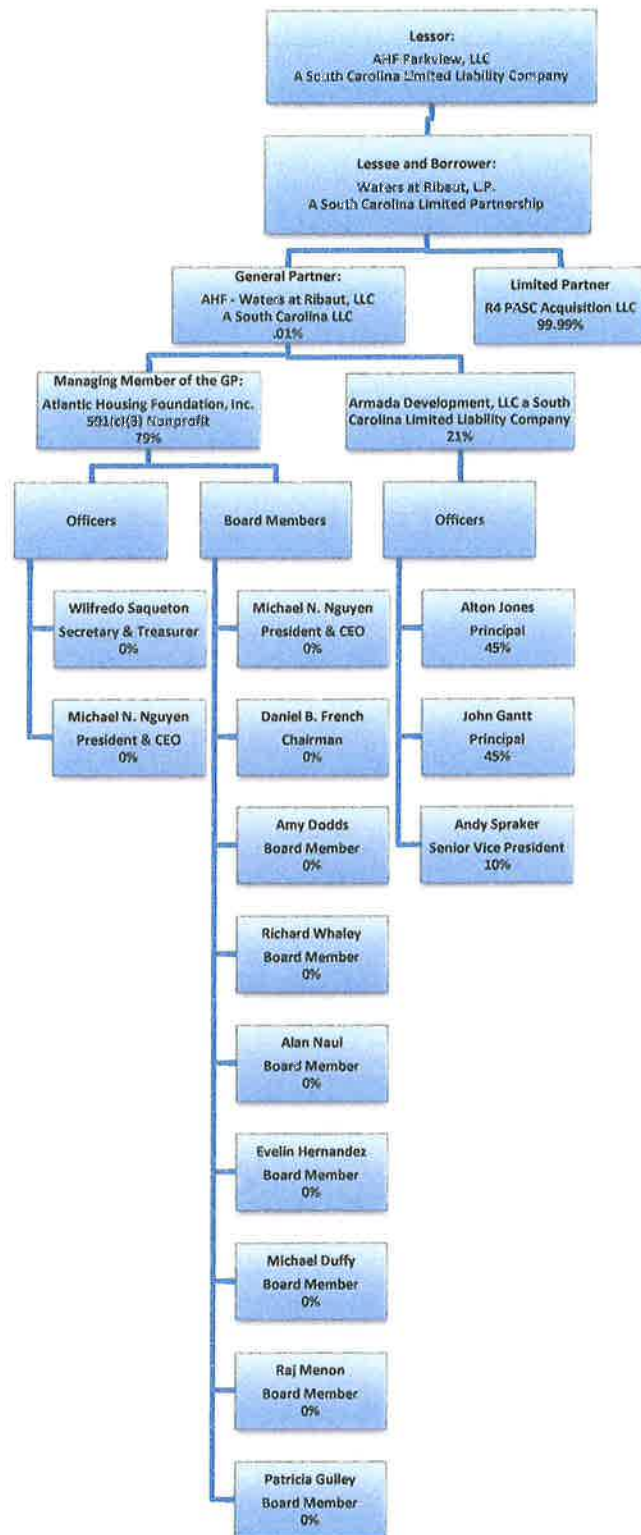 Lessor:
AHF Parkview, LLC
A South Carolina Limited Liability Company
Lessee and Borrower:
Waters at Ribaut, L.P.
A South Carolina Limited Partnership
General Partner:
AHF - Waters at Ribaut, LLC
A South Carolina LLC
.01%
Limited Partner
R4 PASC Acquisition LLC
99.99%
Managing Member of the GP:
Atlantic Housing Foundation, Inc.
501(c)(3) Nonprofit
79%
Armada Development, LLC a South
Carolina Limited Liability Company
21%
Officers
Wilfredo Saqueton
Secretary & Treasurer
0%
Michael N. Nguyen
President & CEO
0%
Board Members
Michael N. Nguyen
President & CEO
0%
Daniel B. French
Chairman
0%
Amy Dodds
Board Member
0%
Richard Whaley
Board Member
0%
Alan Naul
Board Member
0%
Evelin Hernandez
Board Member
0%
Michael Duffy
Board Member
0%
Raj Menon
Board Member
0%
Patricia Gulley
Board Member
0%
Officers
Alton Jones
Principal
45%
John Gantt
Principal
45%
Andy Spraker
Senior Vice President
10%